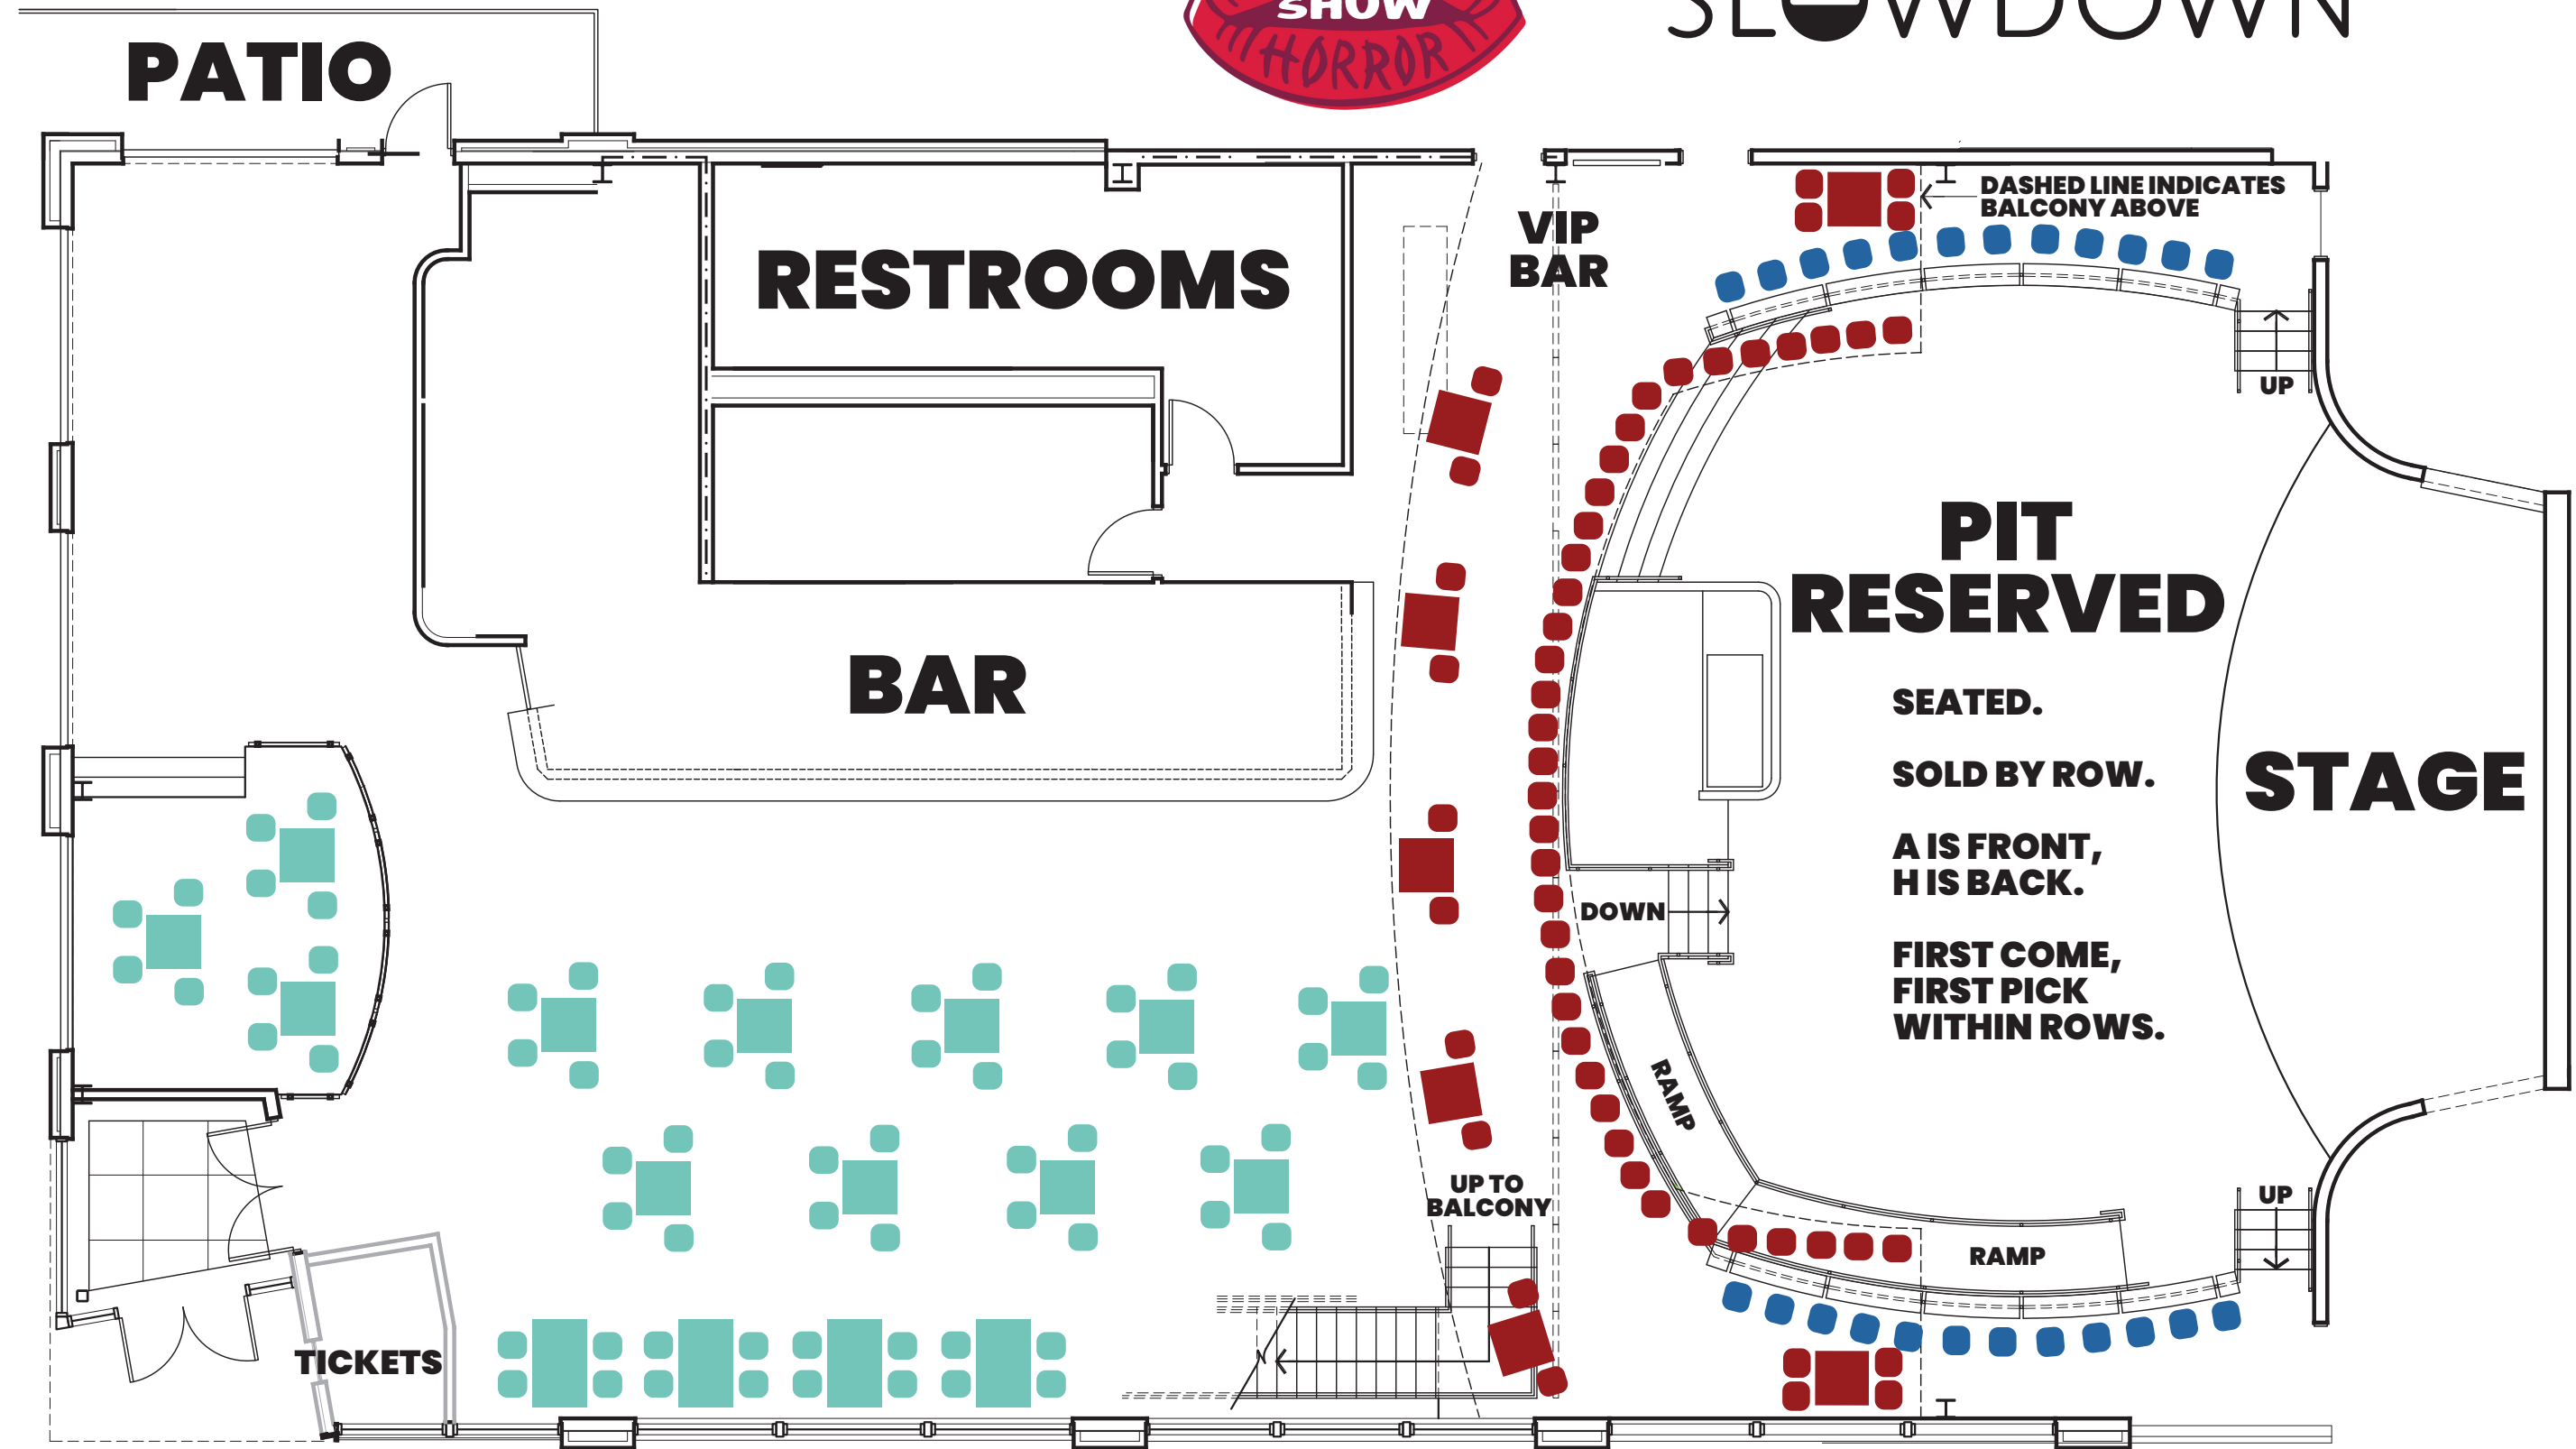 SHOW
HORROR
SLOWDOWN
PATIO
DASHED LINE INDICATES
BALCONY ABOVE
VIP
BAR
RESTROOMS
UP
PIT
RESERVED
BAR
SEATED.
SOLD BY ROW.
STAGE
A IS FRONT,
H IS BACK.
DOWN
FIRST COME,
FIRST PICK
WITHIN ROWS.
RAMP
UP TO
BALCONY
UP
RAMP
TICKETS